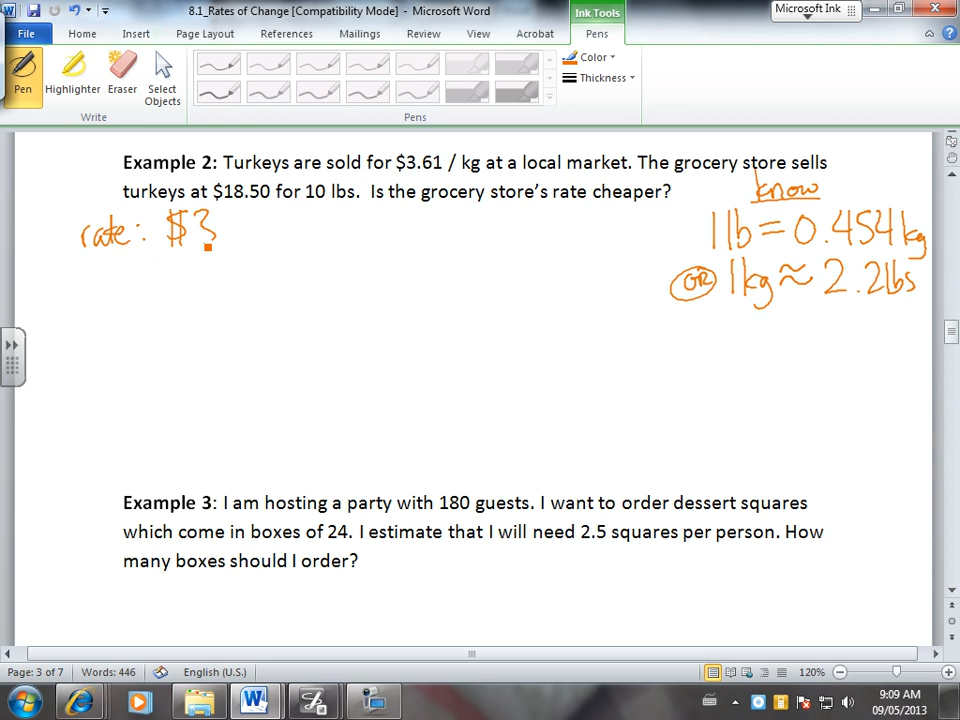 8.1_Rates of Change [Compatibility Mode] - Microsoft Word
Ink Tools
Microsoft Ink
File Home Insert Page Layout References Mailings Review View Acrobat Pens
Pen Highlighter Eraser Select Objects
Color
Thickness
Write Pens
Example 2: Turkeys are sold for $3.61 / kg at a local market. The grocery store sells
turkeys at $18.50 for 10 lbs. Is the grocery store's rate cheaper?
know
rate: $3
1 lb = 0.454 kg
OR 1 kg ≈ 2.2 lbs
Example 3: I am hosting a party with 180 guests. I want to order dessert squares
which come in boxes of 24. I estimate that I will need 2.5 squares per person. How
many boxes should I order?
Page: 3 of 7 Words: 446 English (U.S.) 120%
9:09 AM
09/05/2013